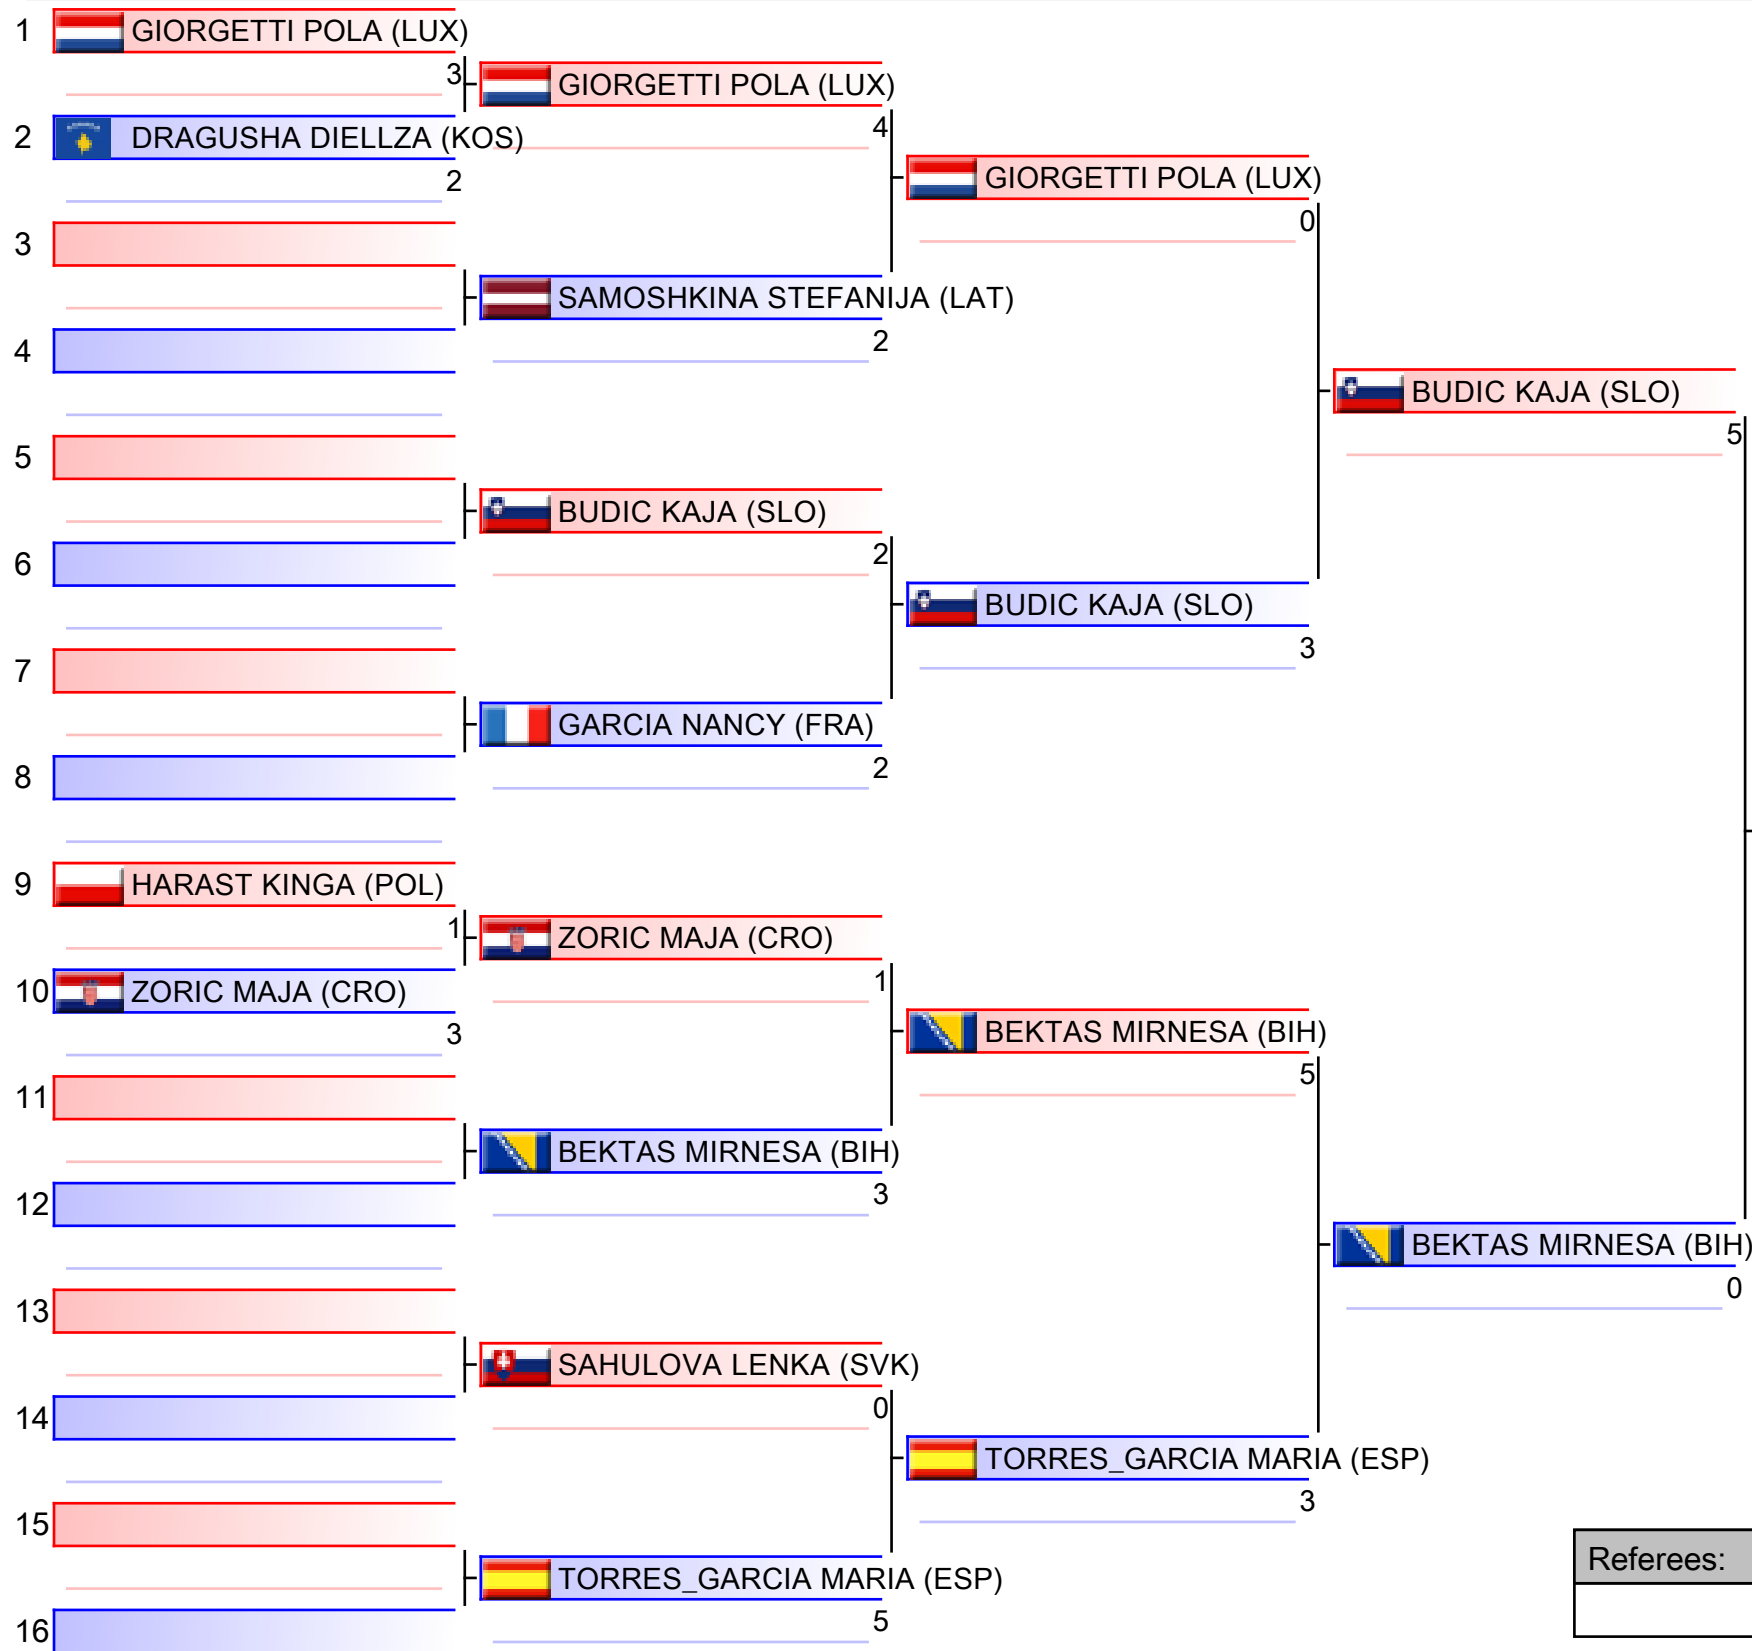 1 GIORGETTI POLA (LUX)
3
GIORGETTI POLA (LUX)
4
2 DRAGUSHA DIELLZA (KOS)
2
GIORGETTI POLA (LUX)
0
3
SAMOSHKINA STEFANIJA (LAT)
2
4
BUDIC KAJA (SLO)
5
5
BUDIC KAJA (SLO)
2
6
BUDIC KAJA (SLO)
3
7
GARCIA NANCY (FRA)
2
8
9 HARAST KINGA (POL)
1
ZORIC MAJA (CRO)
1
10 ZORIC MAJA (CRO)
3
BEKTAS MIRNESA (BIH)
5
11
BEKTAS MIRNESA (BIH)
3
12
BEKTAS MIRNESA (BIH)
0
13
SAHULOVA LENKA (SVK)
0
14
TORRES_GARCIA MARIA (ESP)
3
15
TORRES_GARCIA MARIA (ESP)
5
16
Referees: